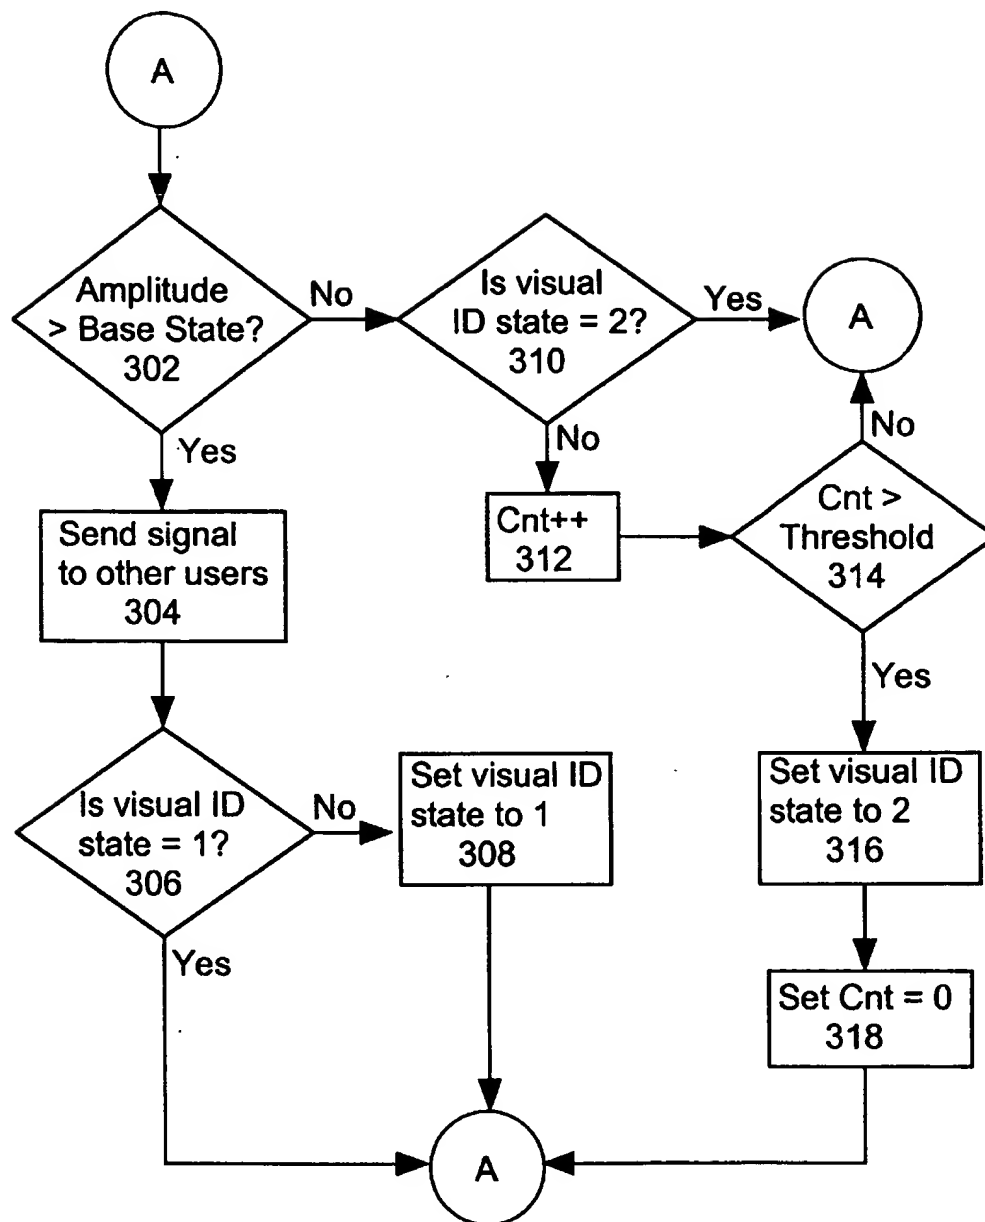 A
Amplitude
> Base State?
302
No
Is visual
ID state = 2?
310
Yes
A
Yes
No
No
Send signal
to other users
304
Cnt++
312
Cnt >
Threshold
314
Yes
Is visual ID
state = 1?
306
No
Set visual ID
state to 1
308
Set visual ID
state to 2
316
Yes
Set Cnt = 0
318
A